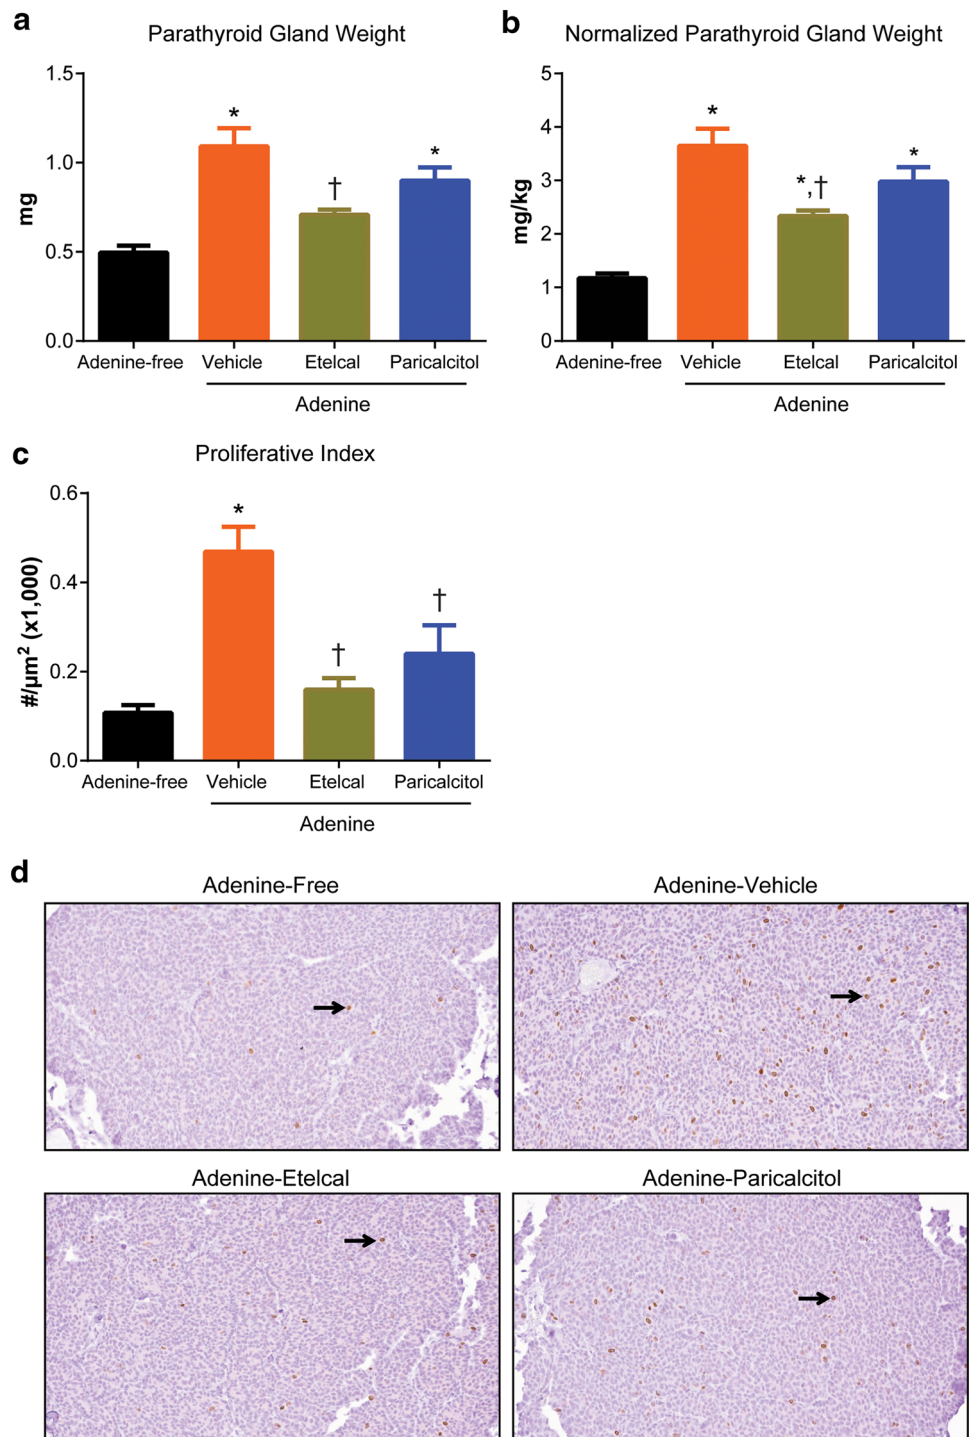 a
Parathyroid Gland Weight
mg
1.5
1.0
0.5
0.0
*
†
*
Adenine-free Vehicle Etelcal Paricalcitol
Adenine
b
Normalized Parathyroid Gland Weight
mg/kg
5
4
3
2
1
0
*
*,†
*
Adenine-free Vehicle Etelcal Paricalcitol
Adenine
c
Proliferative Index
#/µm² (x1,000)
0.6
0.4
0.2
0.0
*
†
†
Adenine-free Vehicle Etelcal Paricalcitol
Adenine
d
Adenine-Free
Adenine-Vehicle
Adenine-Etelcal
Adenine-Paricalcitol